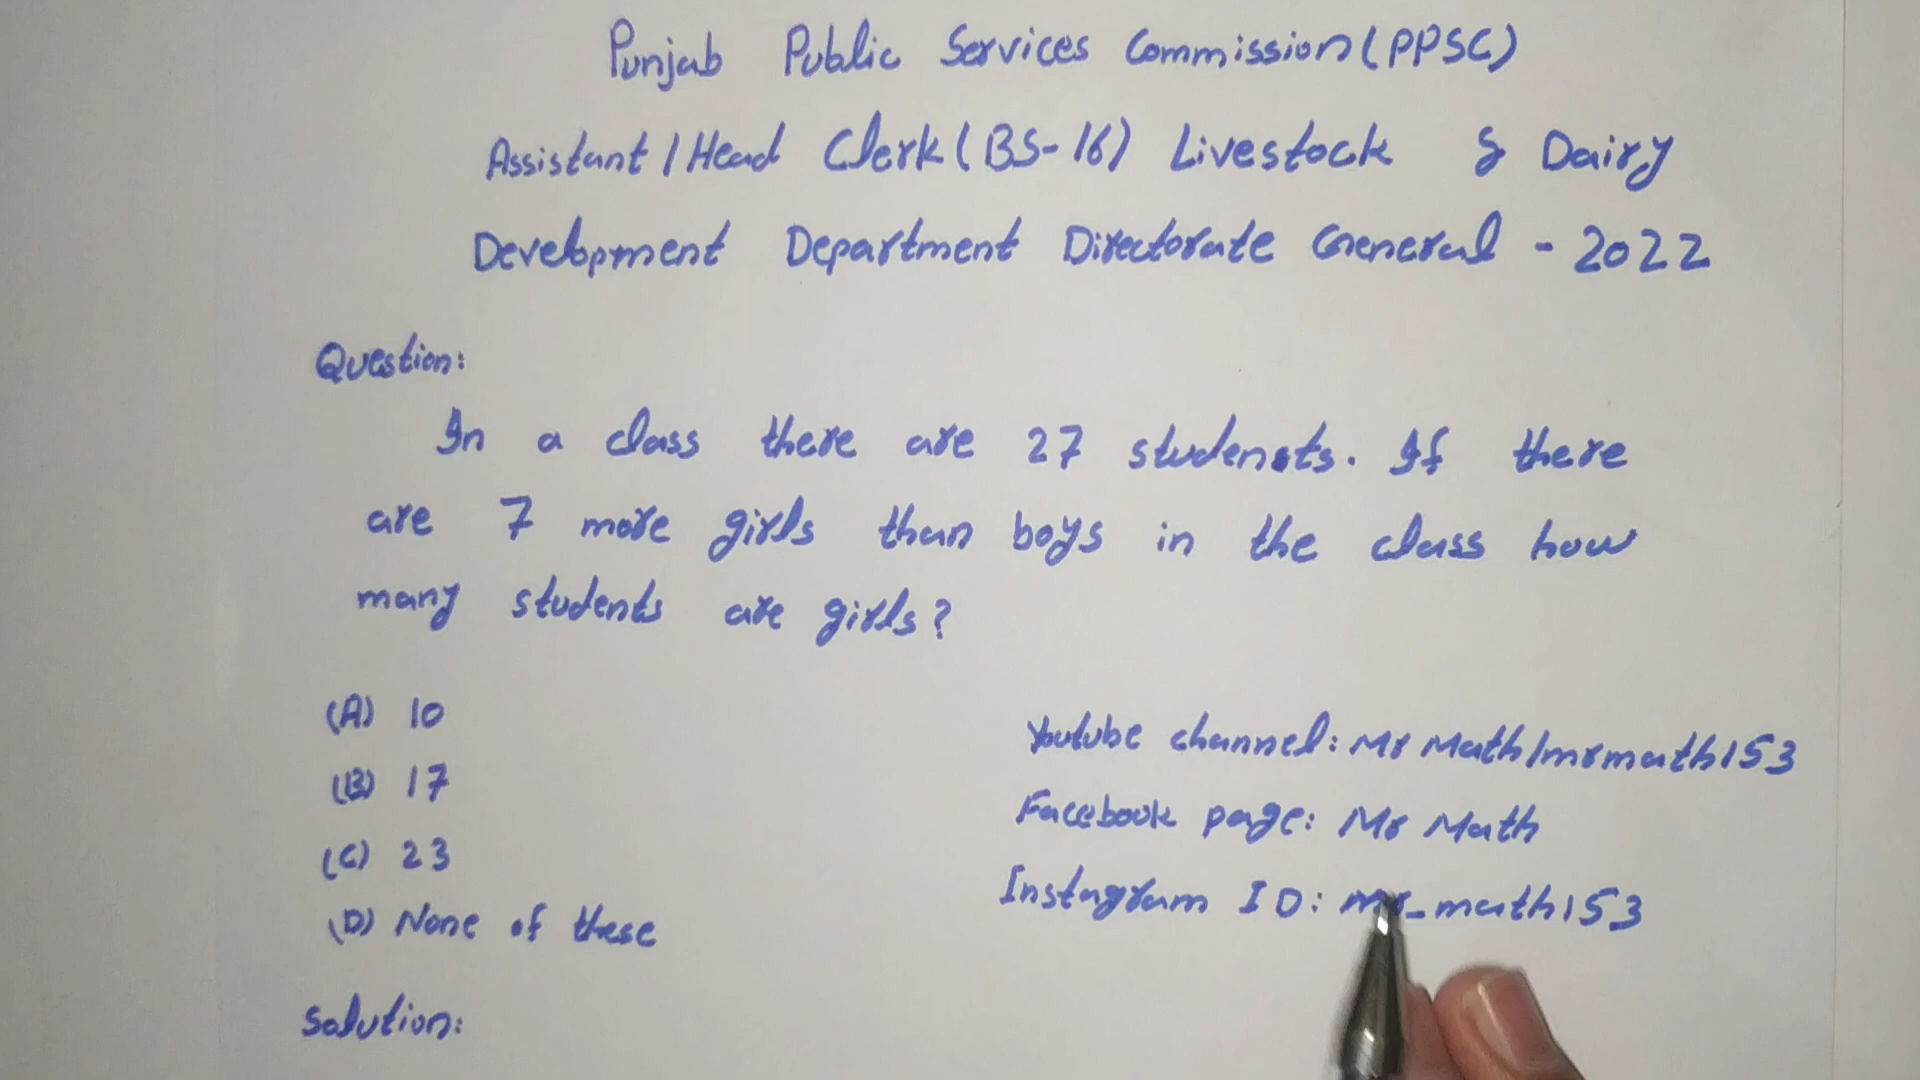 Punjab Public Services Commission (PPSC)
Assistant / Head Clerk (BS-16) Livestock & Dairy
Development Department Directorate General - 2022
Question:
In a class there are 27 students. If there
are 7 more girls than boys in the class how
many students are girls?
(A) 10
(B) 17
(C) 23
(D) None of these
Youtube channel: Mr Math/mrmath153
Facebook page: Mr Math
Instagram ID: mr_math153
Solution: